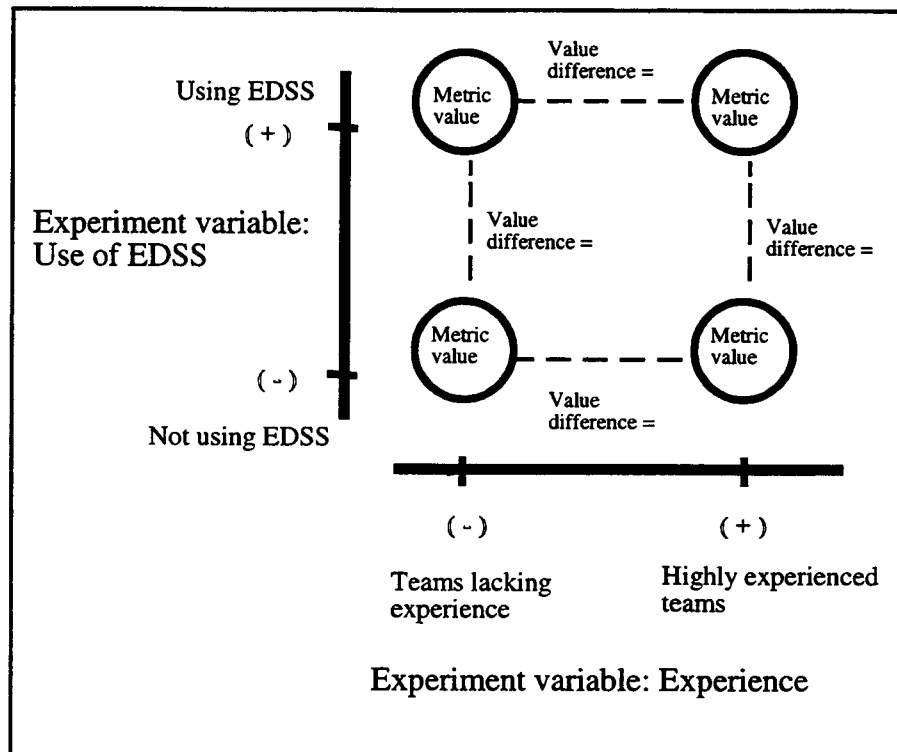 Value
difference =
Using EDSS
(+)
Metric
value
Metric
value
Experiment variable:
Use of EDSS
Value
difference =
Value
difference =
Metric
value
Metric
value
(-)
Value
difference =
Not using EDSS
(-)
(+)
Teams lacking
experience
Highly experienced
teams
Experiment variable: Experience